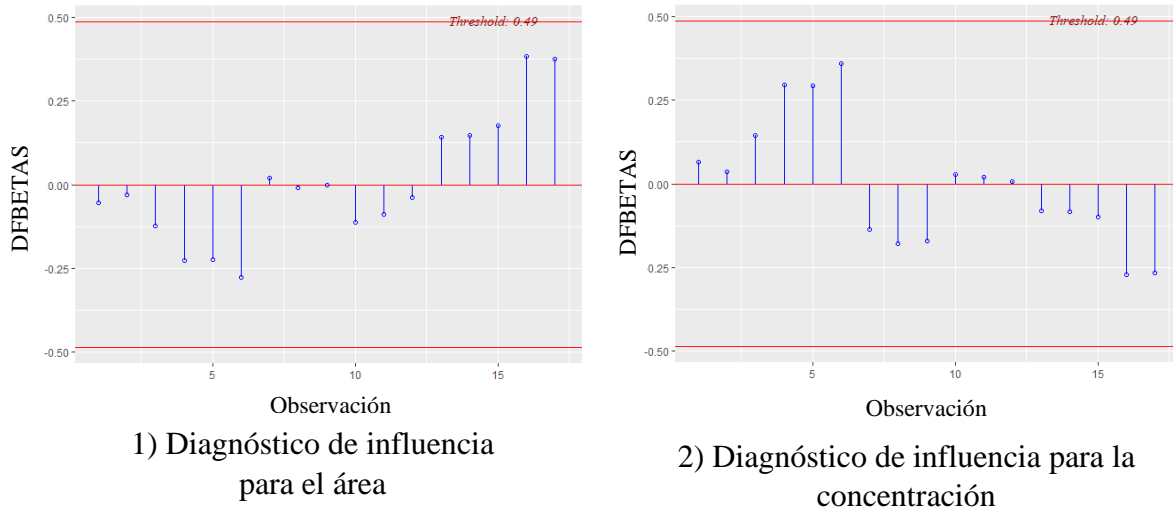 0.50
Threshold: 0.49
0.25
0.00
-0.25
-0.50
DFBETAS
5
10
15
Observación
1) Diagnóstico de influencia
para el área
0.50
Threshold: 0.49
0.25
0.00
-0.25
-0.50
DFBETAS
5
10
15
Observación
2) Diagnóstico de influencia para la
concentración